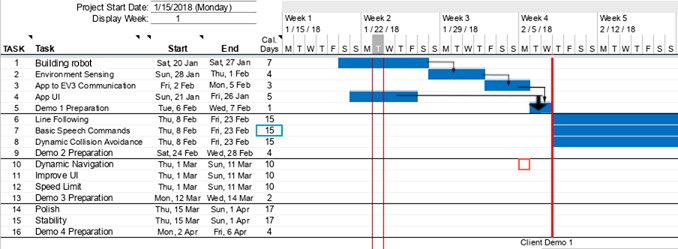 Project Start Date: 1/15/2018 (Monday)
Display Week: 1
Week 1 Week 2 Week 3 Week 4 Week 5
1 / 15 / 18 1 / 22 / 18 1 / 29 / 18 2 / 5 / 18 2 / 12 / 18
Cal.
TASK Task Start End Days M T W T F S S M T W T F S S M T W T F S S M T W T F S S M T W T F S S
1 Building robot Sat, 20 Jan Sat, 27 Jan 7
2 Environment Sensing Sun, 28 Jan Thu, 1 Feb 4
3 App to EV3 Communication Fri, 2 Feb Mon, 5 Feb 3
4 App UI Sun, 21 Jan Fri, 26 Jan 5
5 Demo 1 Preparation Tue, 6 Feb Wed, 7 Feb 1
6 Line Following Thu, 8 Feb Fri, 23 Feb 15
7 Basic Speech Commands Thu, 8 Feb Fri, 23 Feb 15
8 Dynamic Collision Avoidance Thu, 8 Feb Fri, 23 Feb 15
9 Demo 2 Preparation Sat, 24 Feb Wed, 28 Feb 4
10 Dynamic Navigation Thu, 1 Mar Sun, 11 Mar 10
11 Improve UI Thu, 1 Mar Sun, 11 Mar 10
12 Speed Limit Thu, 1 Mar Sun, 11 Mar 10
13 Demo 3 Preparation Mon, 12 Mar Wed, 14 Mar 2
14 Polish Thu, 15 Mar Sun, 1 Apr 17
15 Stability Thu, 15 Mar Sun, 1 Apr 17
16 Demo 4 Preparation Mon, 2 Apr Fri, 6 Apr 4
Client Demo 1